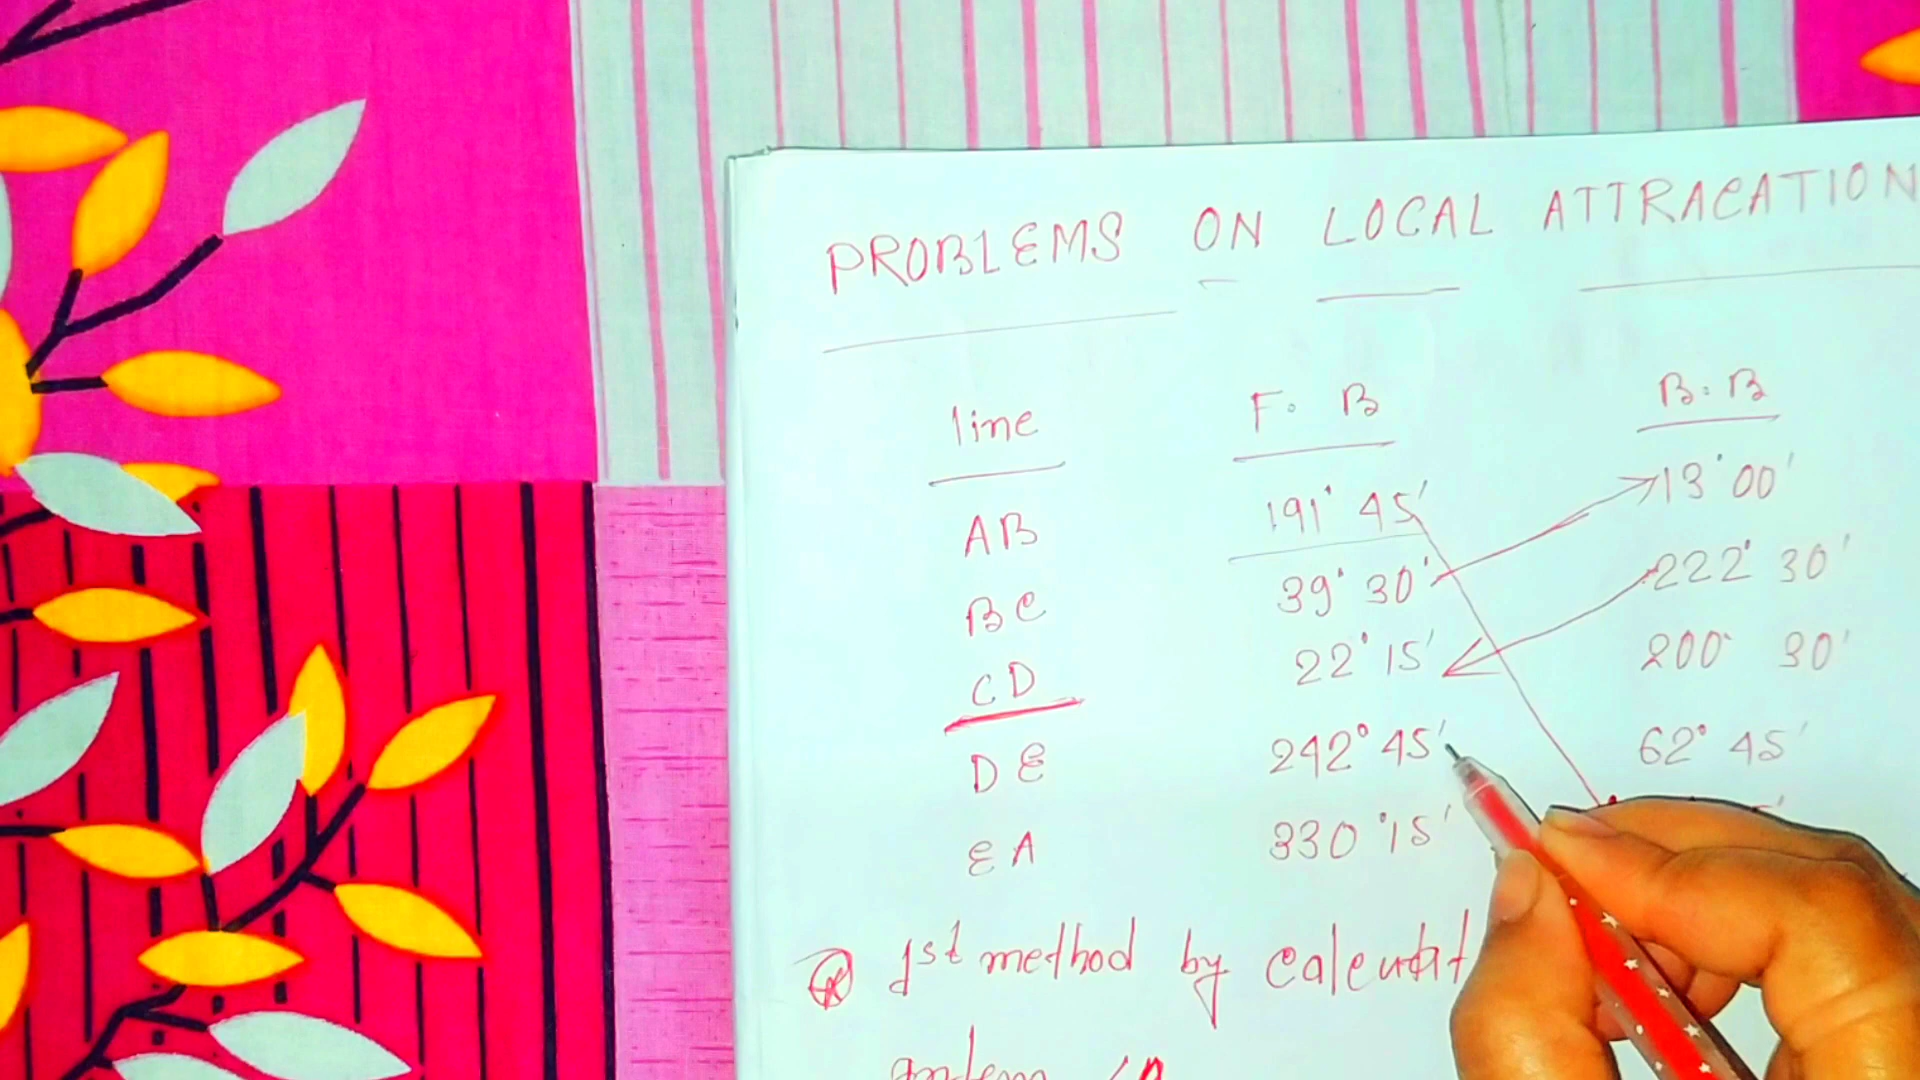 PROBLEMS ON LOCAL ATTRACATION
line F. B B.B
AB 191° 45' 13° 00'
BC 39° 30' 222° 30'
CD 22° 15' 200° 30'
DE 242° 45' 62° 45'
EA 330° 15'
1st method by